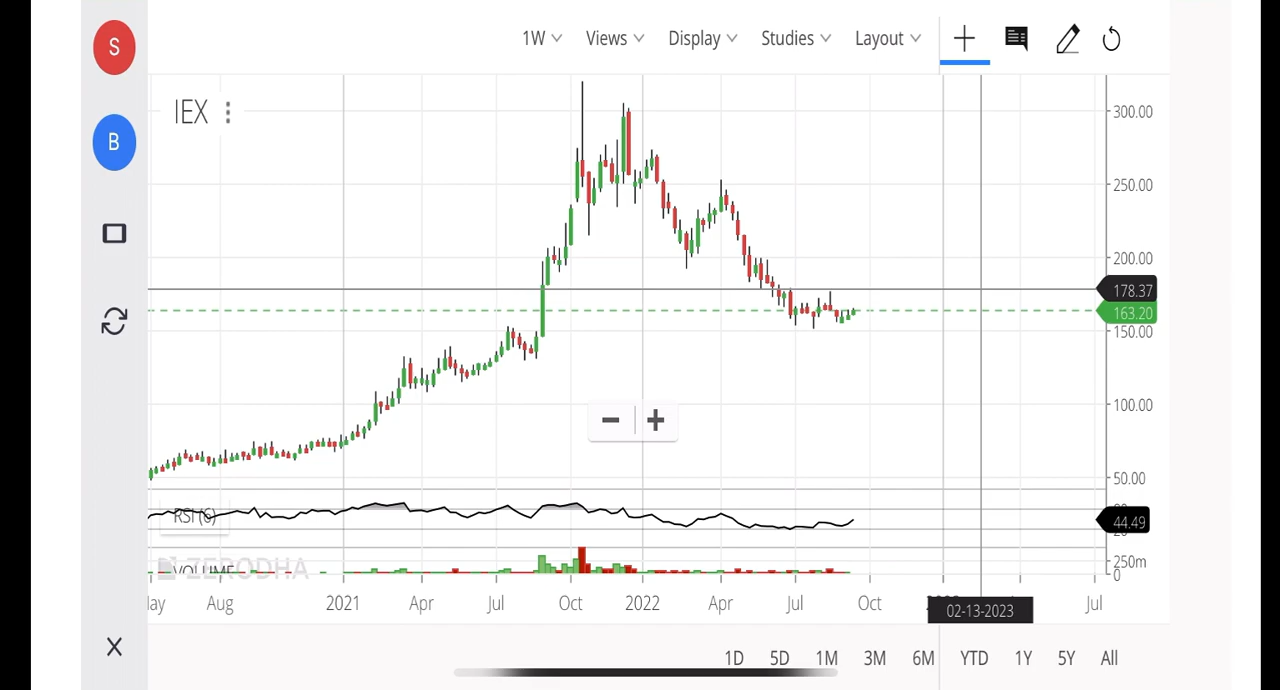 S
B
X
1W Views Display Studies Layout
IEX
300.00
250.00
200.00
178.37
163.20
150.00
100.00
50.00
− +
RSI (6)
44.49
VOLUME
ZERODHA
250m
0
Aug 2021 Apr Jul Oct 2022 Apr Jul Oct Jul
02-13-2023
1D 5D 1M 3M 6M YTD 1Y 5Y All